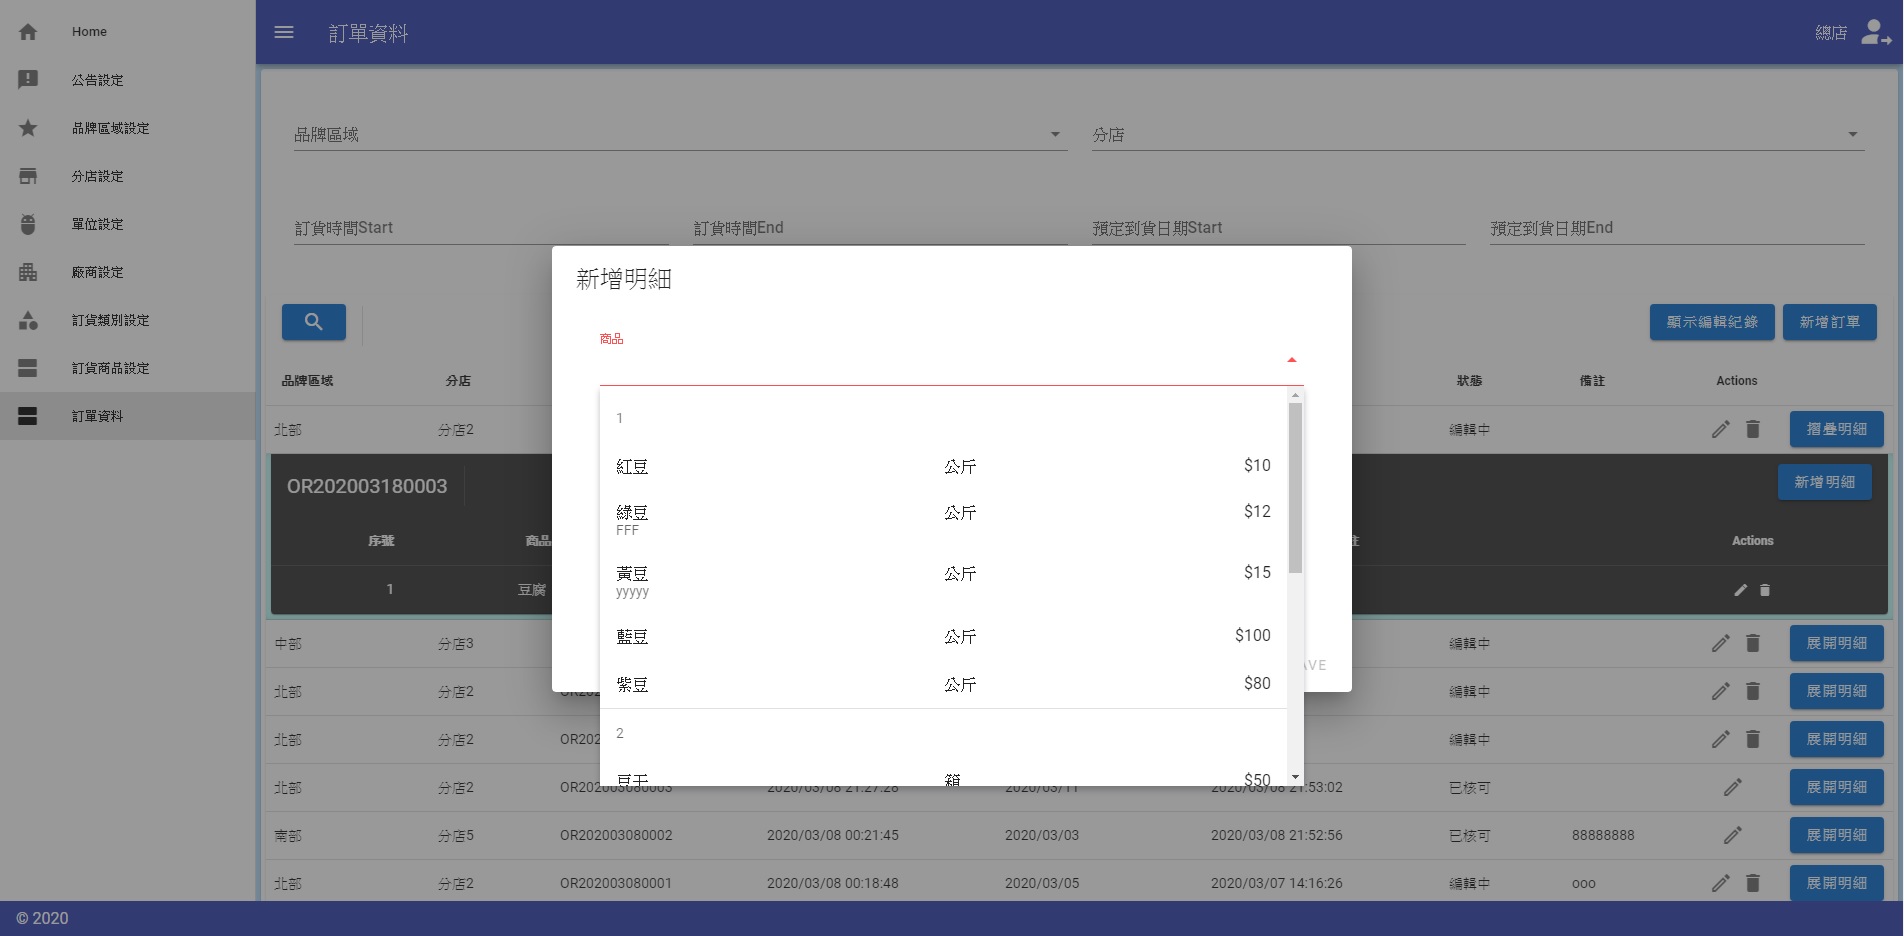 Home
公告設定
品牌區域設定
分店設定
單位設定
廠商設定
訂貨類別設定
訂貨商品設定
訂單資料
訂單資料
總店
品牌區域
分店
訂貨時間Start
訂貨時間End
預定到貨日期Start
預定到貨日期End
顯示編輯紀錄
新增訂單
品牌區域 分店 狀態 備註 Actions
北部 分店2 編輯中 摺疊明細
OR202003180003
新增明細
序號 商品 註 Actions
1 豆腐
中部 分店3 編輯中 展開明細
北部 分店2 編輯中 展開明細
北部 分店2 OR202 編輯中 展開明細
北部 分店2 OR202003080003 2020/03/08 21:27:28 2020/03/11 2020/03/08 21:53:02 已核可 展開明細
南部 分店5 OR202003080002 2020/03/08 00:21:45 2020/03/03 2020/03/08 21:52:56 已核可 88888888 展開明細
北部 分店2 OR202003080001 2020/03/08 00:18:48 2020/03/05 2020/03/07 14:16:26 編輯中 ooo 展開明細
新增明細
商品
1
紅豆 公斤 $10
綠豆 公斤 $12
FFF
黃豆 公斤 $15
yyyyy
藍豆 公斤 $100
紫豆 公斤 $80
2
豆干 箱 $50
AVE
© 2020